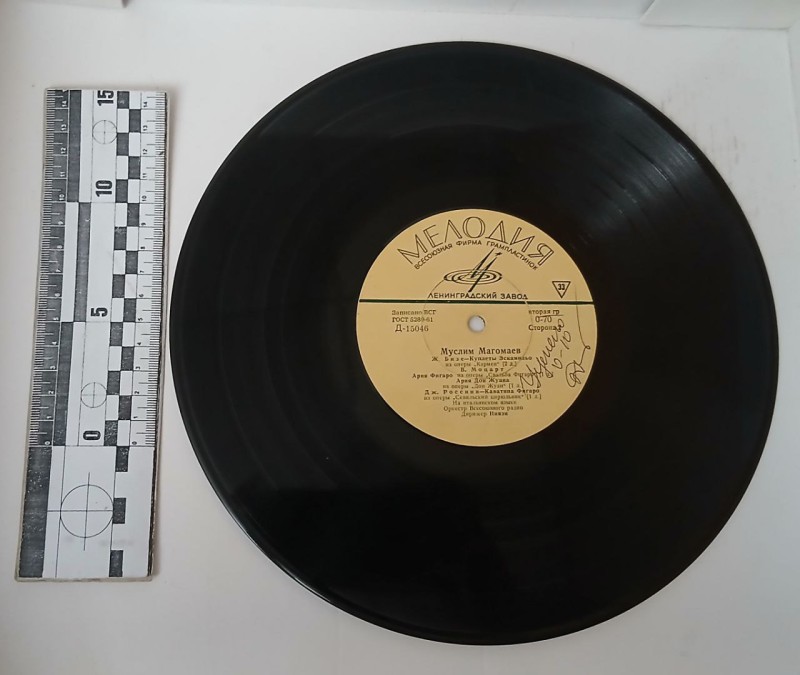 МЕЛОДИЯ
ВСЕСОЮЗНАЯ ФИРМА ГРАМПЛАСТИНОК
ЛЕНИНГРАДСКИЙ ЗАВОД
33
Записано ВСГ
ГОСТ 5289-61
Д-15046
вторая гр.
0-70
Сторона
Муслим Магомаев
Ж. Бизе—Куплеты Эскамильо
из оперы „Кармен“ [1 д.]
В. Моцарт
Ария Фигаро из оперы „Свадьба Фигаро“
Ария Дон Жуана
из оперы „Дон Жуан“ [1 д.]
Дж. Россини—Каватина Фигаро
из оперы „Севильский цирюльник“ [1 д.]
На итальянском языке
Оркестр Всесоюзного радио
Дирижер Ниязи
0-10
15
10
5
0